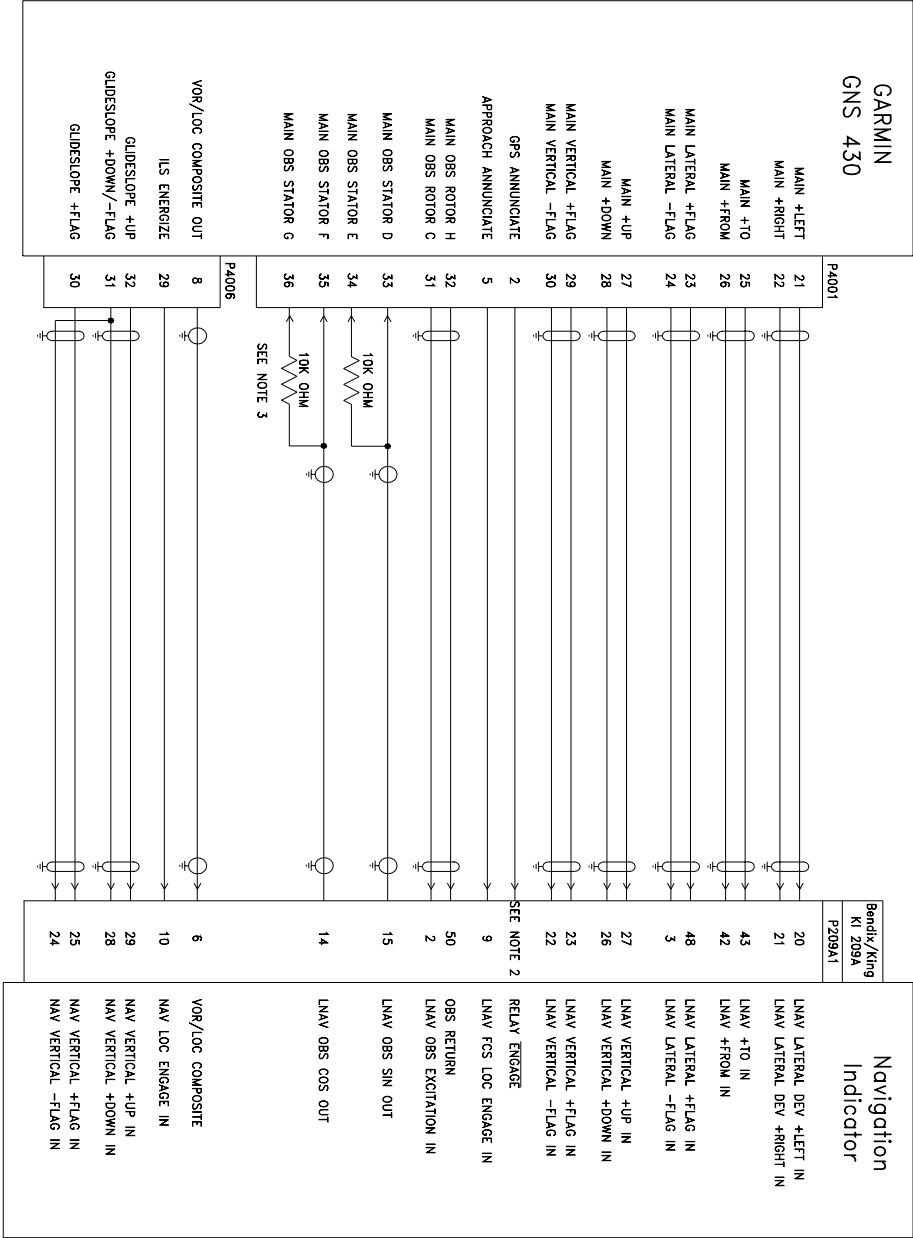 GARMIN
GNS 430
Bendix/King
KI 209A
Navigation
Indicator
P4001
P209A1
MAIN +LEFT 21 20 LNAV LATERAL DEV +LEFT IN
MAIN +RIGHT 22 21 LNAV LATERAL DEV +RIGHT IN
MAIN +TO 25 43 LNAV +TO IN
MAIN +FROM 26 42 LNAV +FROM IN
MAIN LATERAL +FLAG 23 48 LNAV LATERAL +FLAG IN
MAIN LATERAL -FLAG 24 3 LNAV LATERAL -FLAG IN
MAIN +UP 27 27 LNAV VERTICAL +UP IN
MAIN +DOWN 28 26 LNAV VERTICAL +DOWN IN
MAIN VERTICAL +FLAG 29 23 LNAV VERTICAL +FLAG IN
MAIN VERTICAL -FLAG 30 22 LNAV VERTICAL -FLAG IN
GPS ANNUNCIATE 2 SEE NOTE 2 RELAY ENGAGE
APPROACH ANNUNCIATE 5 9 LNAV FCS LOC ENGAGE IN
MAIN OBS ROTOR H 32 50 OBS RETURN
MAIN OBS ROTOR C 31 2 LNAV OBS EXCITATION IN
MAIN OBS STATOR D 33 15 LNAV OBS SIN OUT
10K OHM
MAIN OBS STATOR E 34
MAIN OBS STATOR F 35 14 LNAV OBS COS OUT
10K OHM
MAIN OBS STATOR G 36
SEE NOTE 3
P4006
VOR/LOC COMPOSITE OUT 8 6 VOR/LOC COMPOSITE
ILS ENERGIZE 29 10 NAV LOC ENGAGE IN
GLIDESLOPE +UP 32 29 NAV VERTICAL +UP IN
GLIDESLOPE +DOWN/-FLAG 31 28 NAV VERTICAL +DOWN IN
GLIDESLOPE +FLAG 30 25 NAV VERTICAL +FLAG IN
24 NAV VERTICAL -FLAG IN